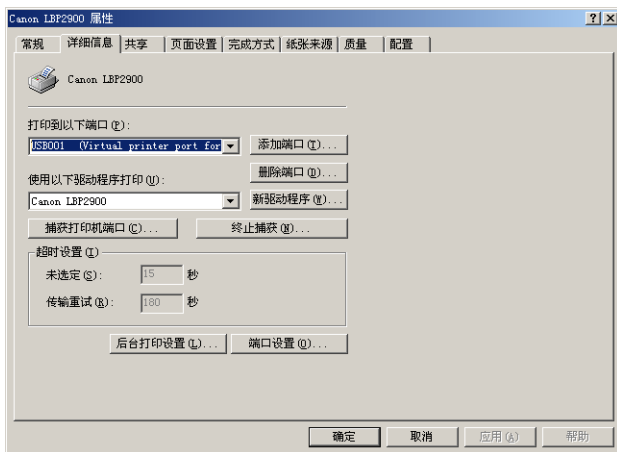 Canon LBP2900 属性
常规 详细信息 共享 页面设置 完成方式 纸张来源 质量 配置
Canon LBP2900
打印到以下端口(P):
USB001 (Virtual printer port for
添加端口(T)...
删除端口(D)...
使用以下驱动程序打印(U):
Canon LBP2900
新驱动程序(W)...
捕获打印机端口(C)... 终止捕获(N)...
超时设置(I)
未选定(S): 15 秒
传输重试(R): 180 秒
后台打印设置(L)... 端口设置(O)...
确定 取消 应用(A) 帮助